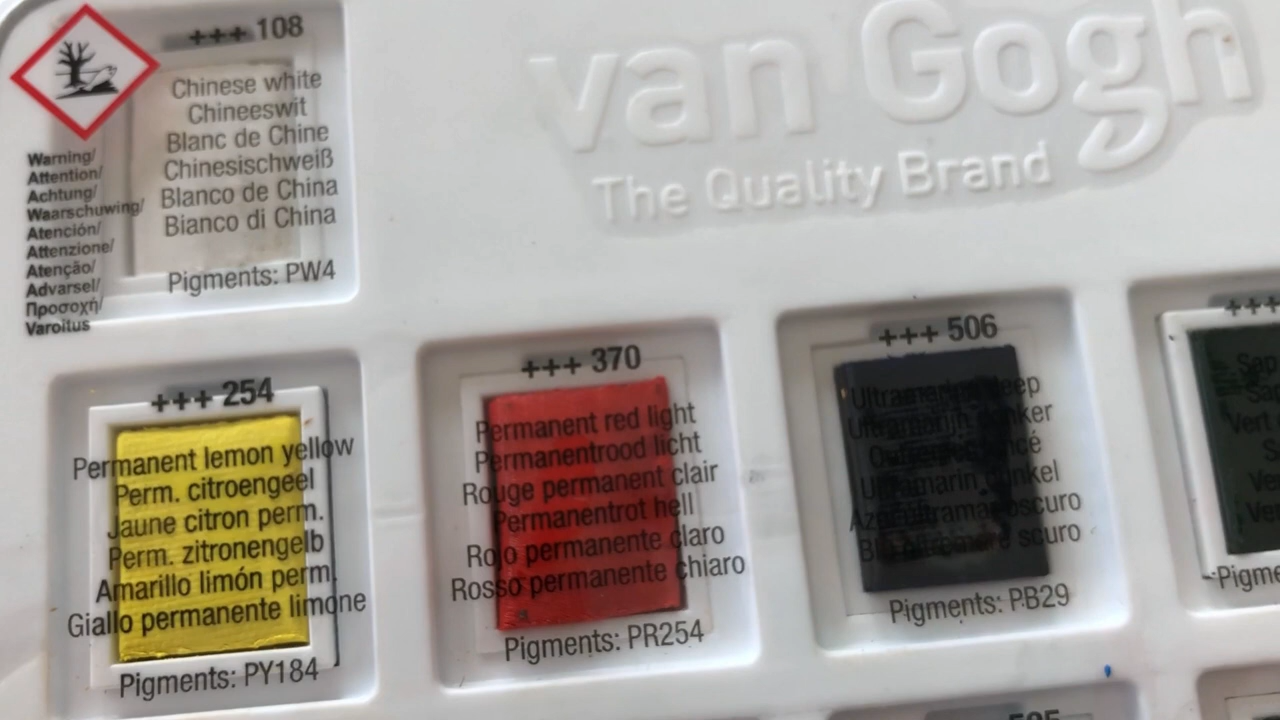 +++ 108
Chinese white
Chineeswit
Blanc de Chine
Chinesischweiß
Blanco de China
Bianco di China
Pigments: PW4
Warning/
Attention/
Achtung/
Waarschuwing/
Atención/
Attenzione/
Atenção/
Advarsel/
Προσοχή/
Varoitus
van Gogh
The Quality Brand
+++ 254
Permanent lemon yellow
Perm. citroengeel
Jaune citron perm.
Perm. zitronengelb
Amarillo limón perm.
Giallo permanente limone
Pigments: PY184
+++ 370
Permanent red light
Permanentrood licht
Rouge permanent clair
Permanentrot hell
Rojo permanente claro
Rosso permanente chiaro
Pigments: PR254
+++ 506
Ultramarine deep
Ultramarijn donker
Outremer foncé
Ultramarin dunkel
Azul ultramar oscuro
Blu oltremare scuro
Pigments: PB29
+++
Vert